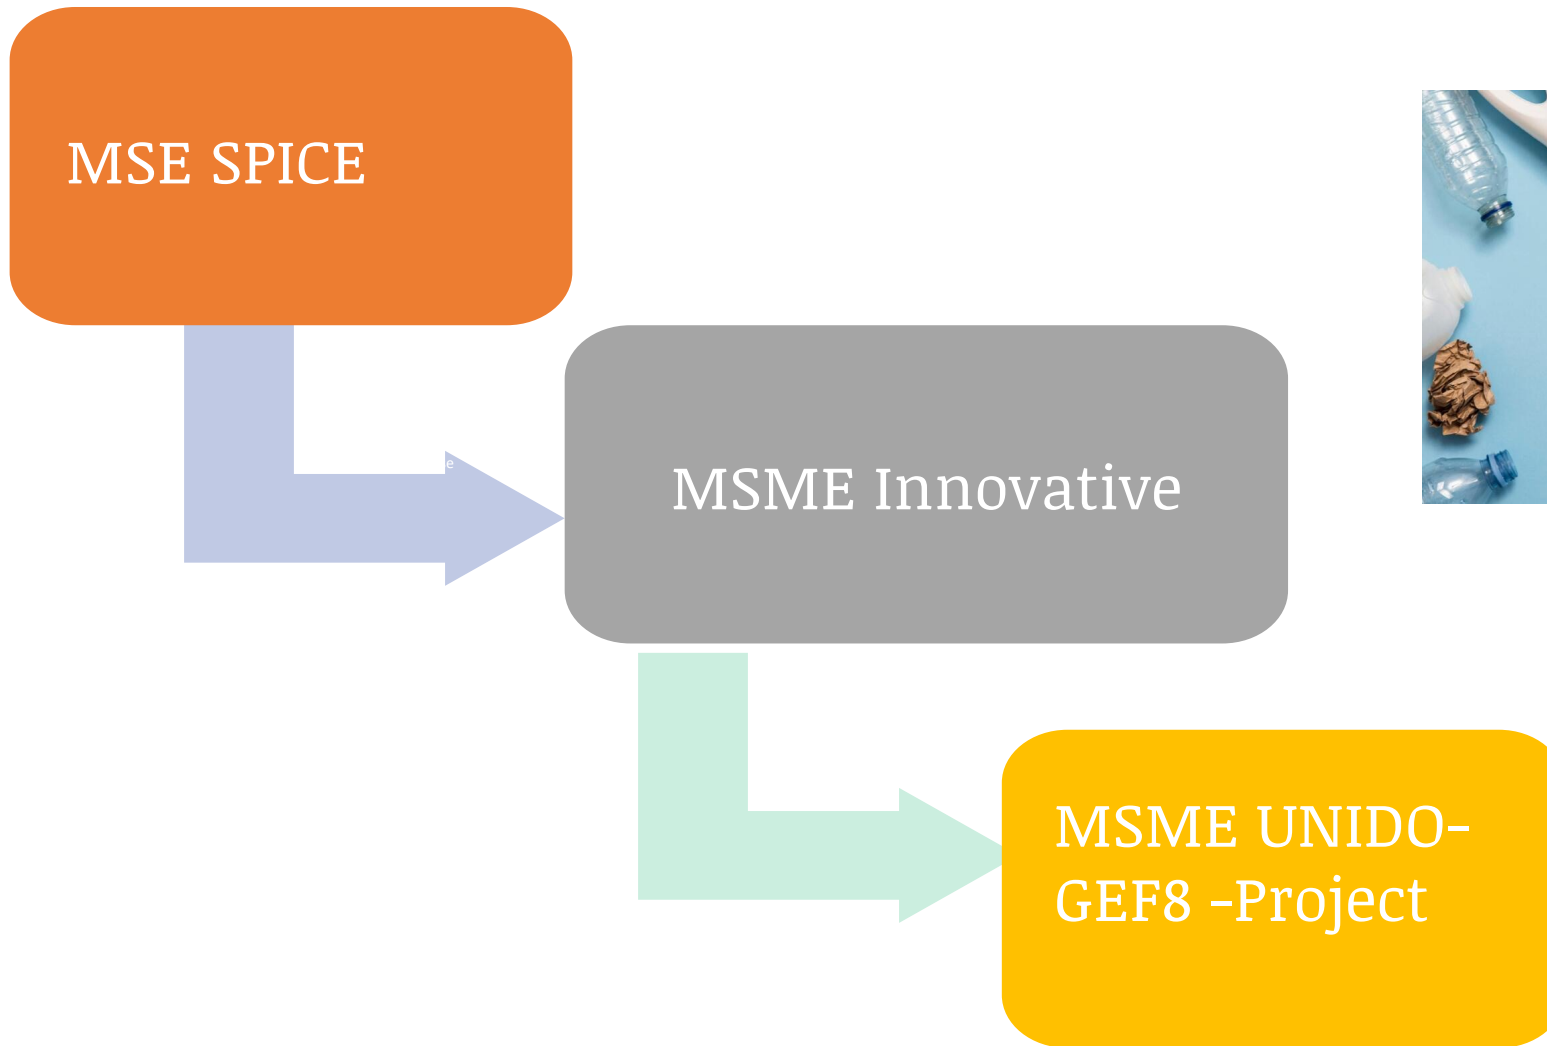 MSE SPICE
e
MSME Innovative
MSME UNIDO-
GEF8 -Project